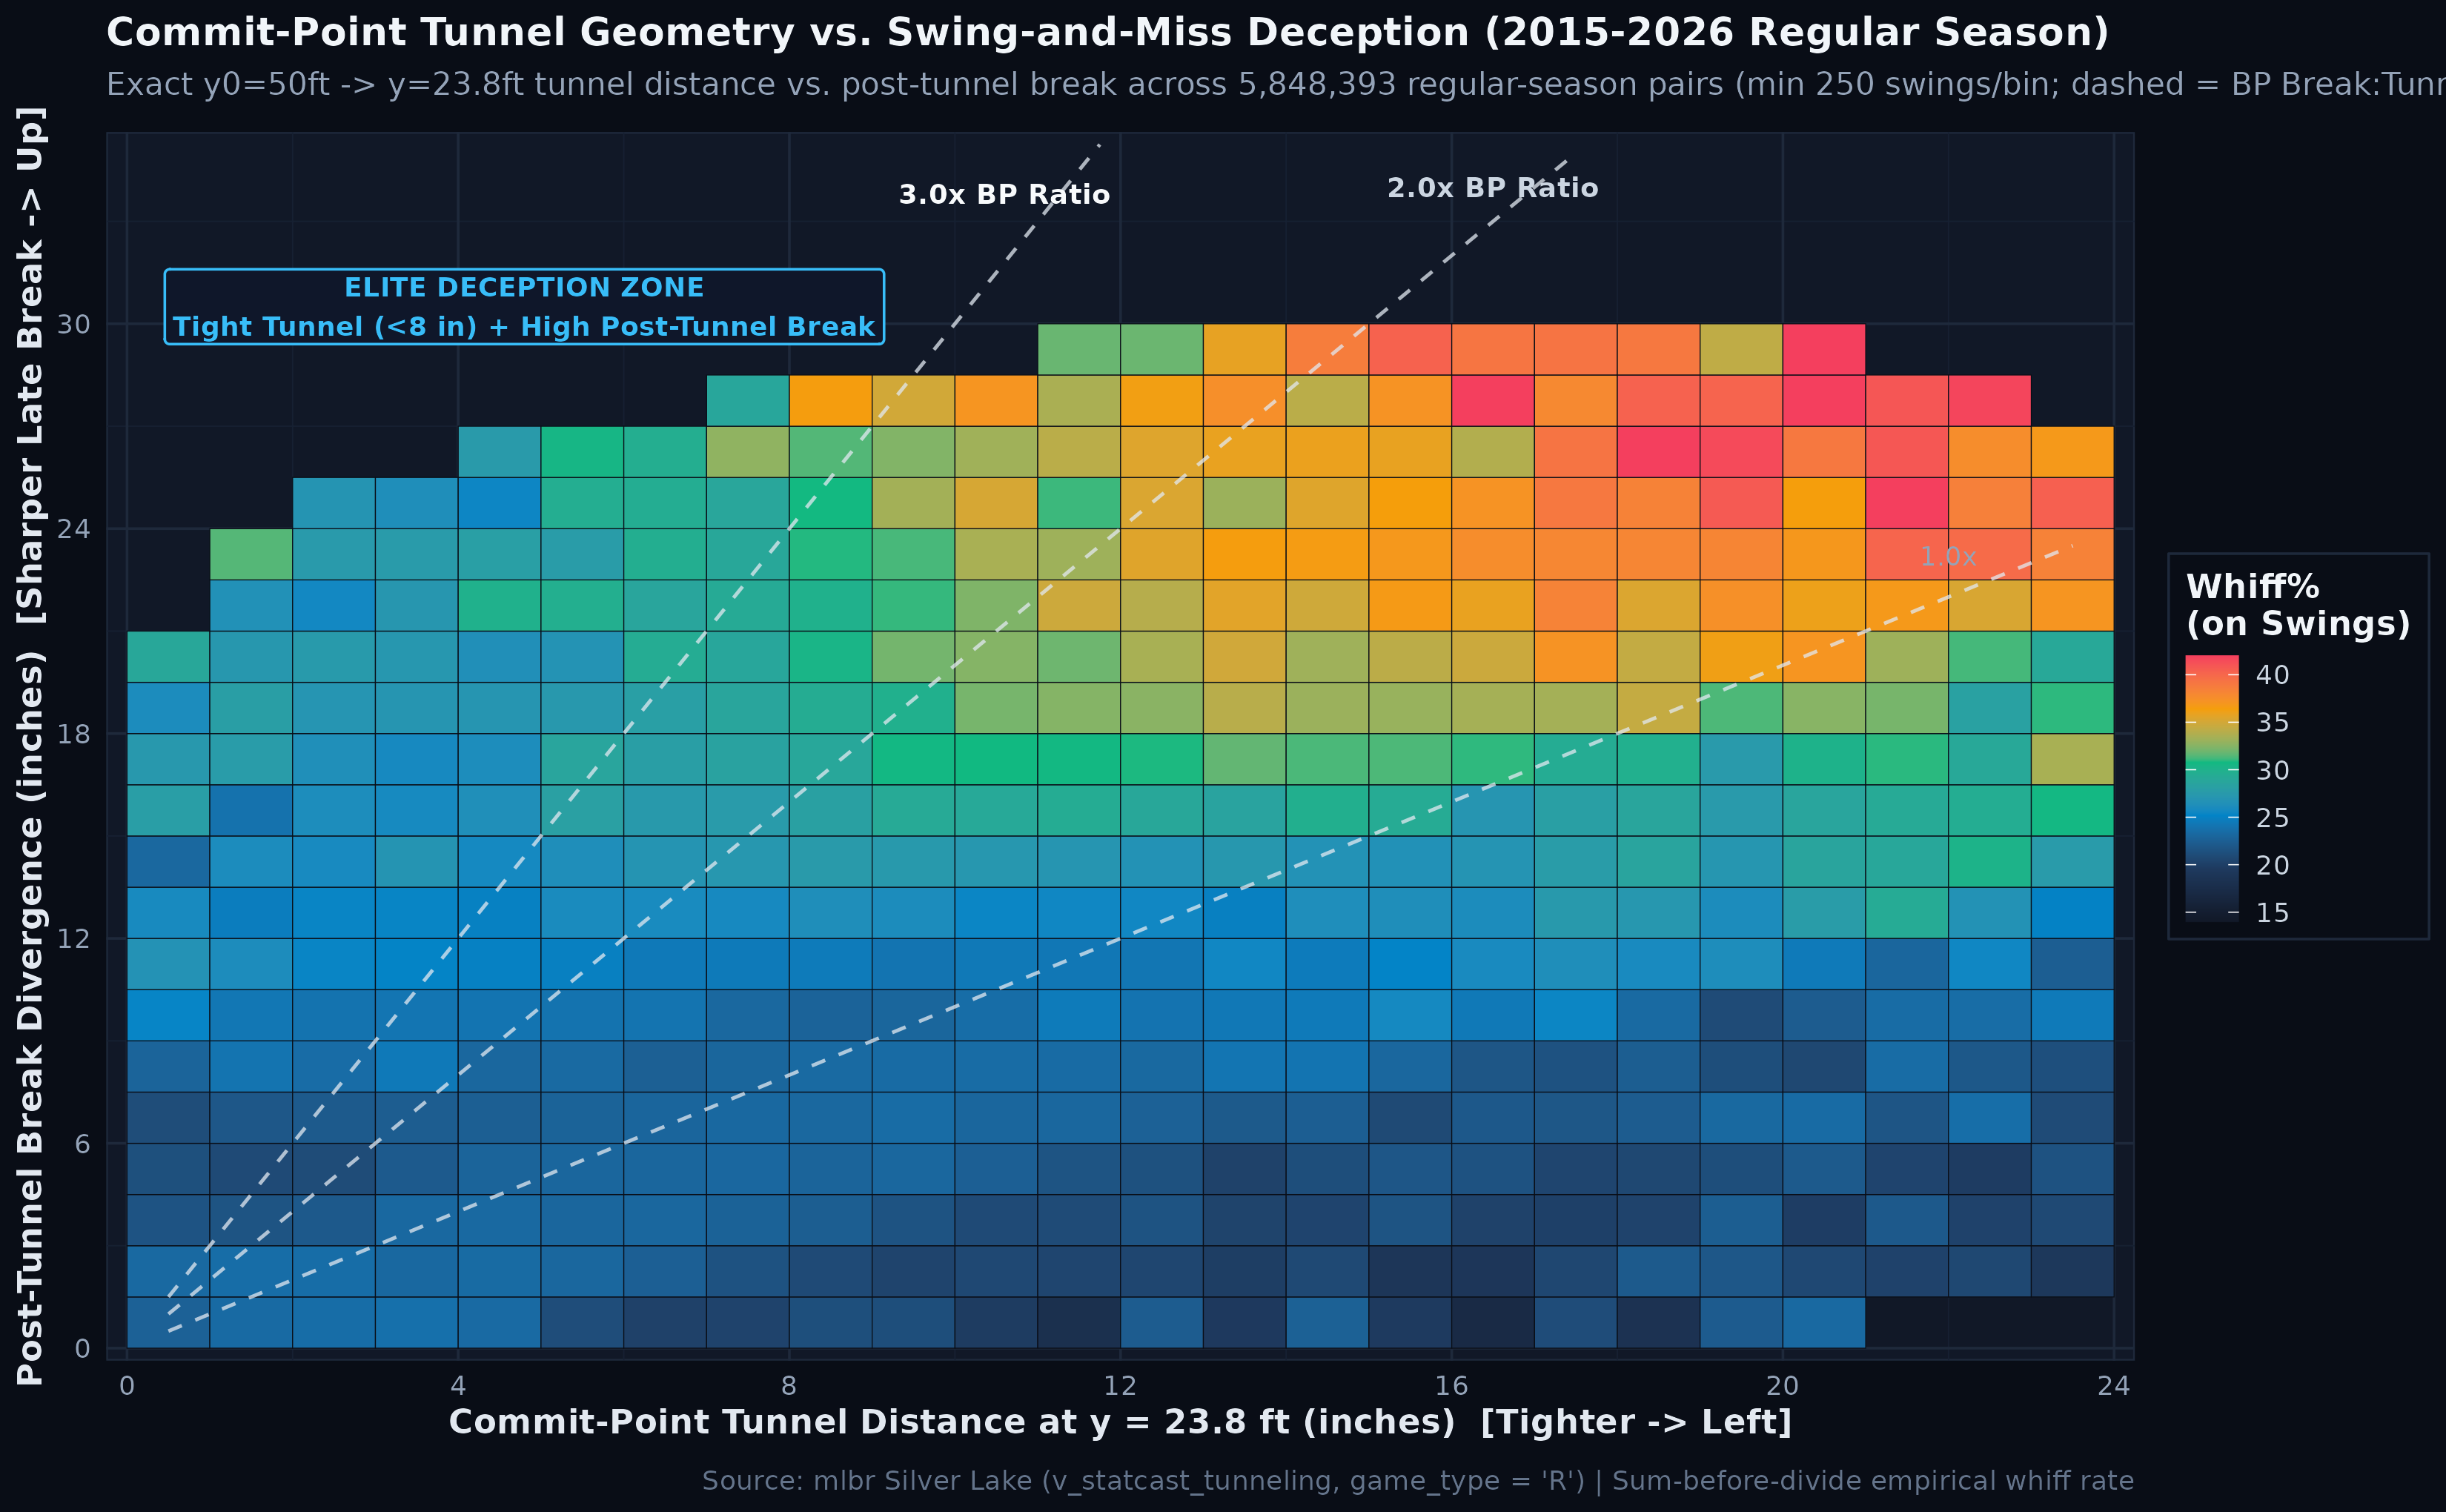 Commit-Point Tunnel Geometry vs. Swing-and-Miss Deception (2015-2026 Regular Season)
Exact y0=50ft -> y=23.8ft tunnel distance vs. post-tunnel break across 5,848,393 regular-season pairs (min 250 swings/bin; dashed = BP Break:Tunn
Post-Tunnel Break Divergence (inches)  [Sharper Late Break -> Up]
3.0x BP Ratio
2.0x BP Ratio
ELITE DECEPTION ZONE
Tight Tunnel (<8 in) + High Post-Tunnel Break
1.0x
30
24
18
12
6
0
0
4
8
12
16
20
24
Whiff%
(on Swings)
40
35
30
25
20
15
Commit-Point Tunnel Distance at y = 23.8 ft (inches)  [Tighter -> Left]
Source: mlbr Silver Lake (v_statcast_tunneling, game_type = 'R') | Sum-before-divide empirical whiff rate